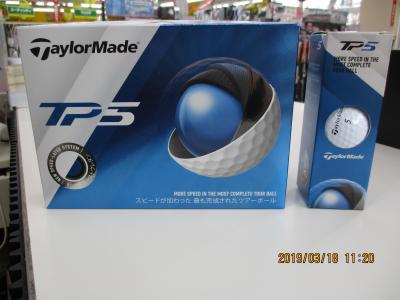 TaylorMade®
TP5
MORE SPEED IN THE MOST COMPLETE TOUR BALL
スピードが加わった 最も完成されたツアーボール
TP5
MORE SPEED IN THE
MOST COMPLETE
TOUR BALL
5
TaylorMade
TaylorMade
2019/03/18 11:20